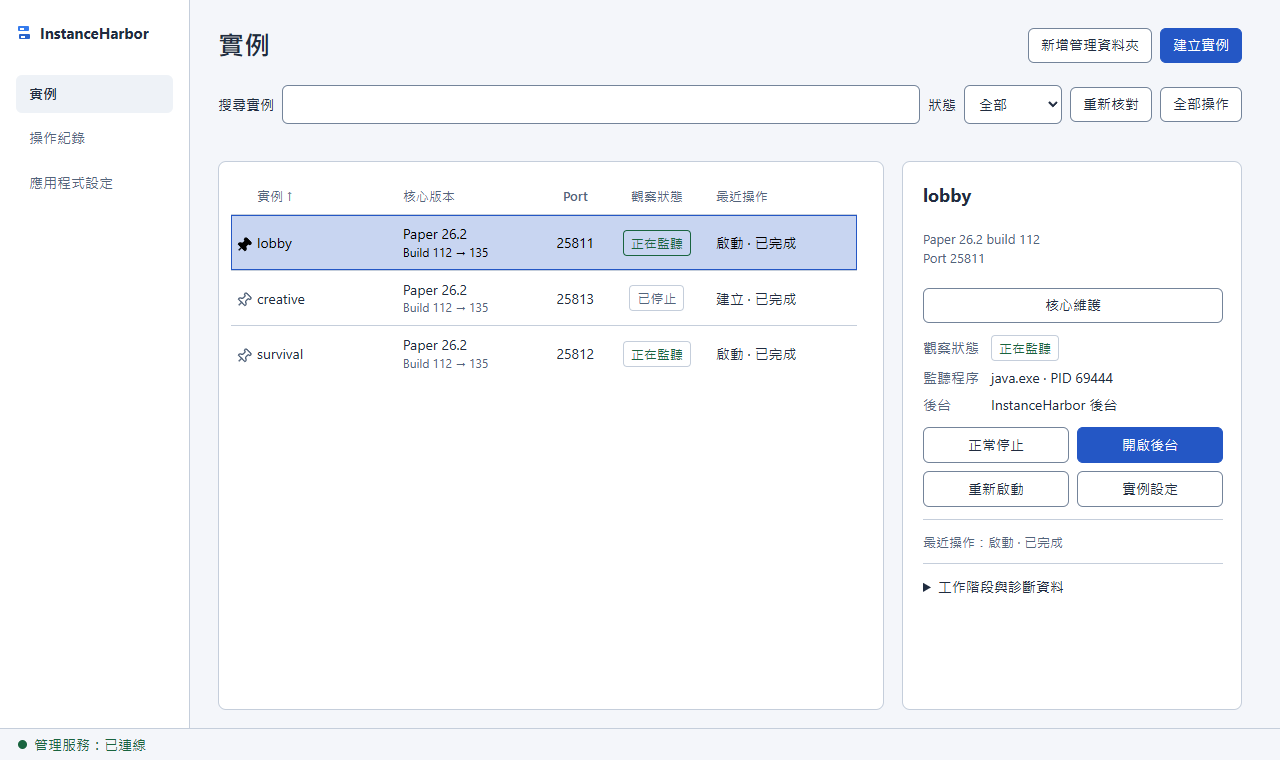 InstanceHarbor
實例
操作紀錄
應用程式設定
實例
新增管理資料夾
建立實例
搜尋實例
狀態
全部
重新核對
全部操作
實例 ↑
核心版本
Port
觀察狀態
最近操作
lobby
Paper 26.2
Build 112 → 135
25811
正在監聽
啟動 · 已完成
creative
Paper 26.2
Build 112 → 135
25813
已停止
建立 · 已完成
survival
Paper 26.2
Build 112 → 135
25812
正在監聽
啟動 · 已完成
lobby
Paper 26.2 build 112
Port 25811
核心維護
觀察狀態 正在監聽
監聽程序 java.exe · PID 69444
後台 InstanceHarbor 後台
正常停止
開啟後台
重新啟動
實例設定
最近操作：啟動 · 已完成
工作階段與診斷資料
管理服務：已連線